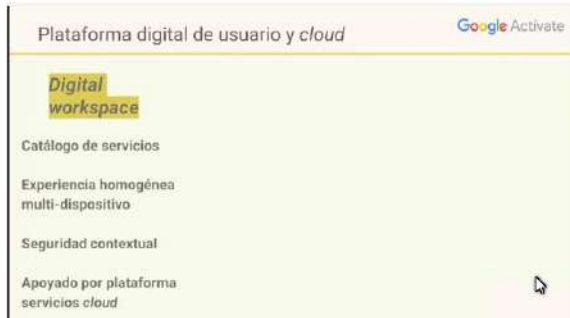 Plataforma digital de usuario y cloud
Google Activate
Digital
workspace
Catálogo de servicios
Experiencia homogénea
multi-dispositivo
Seguridad contextual
Apoyado por plataforma
servicios cloud